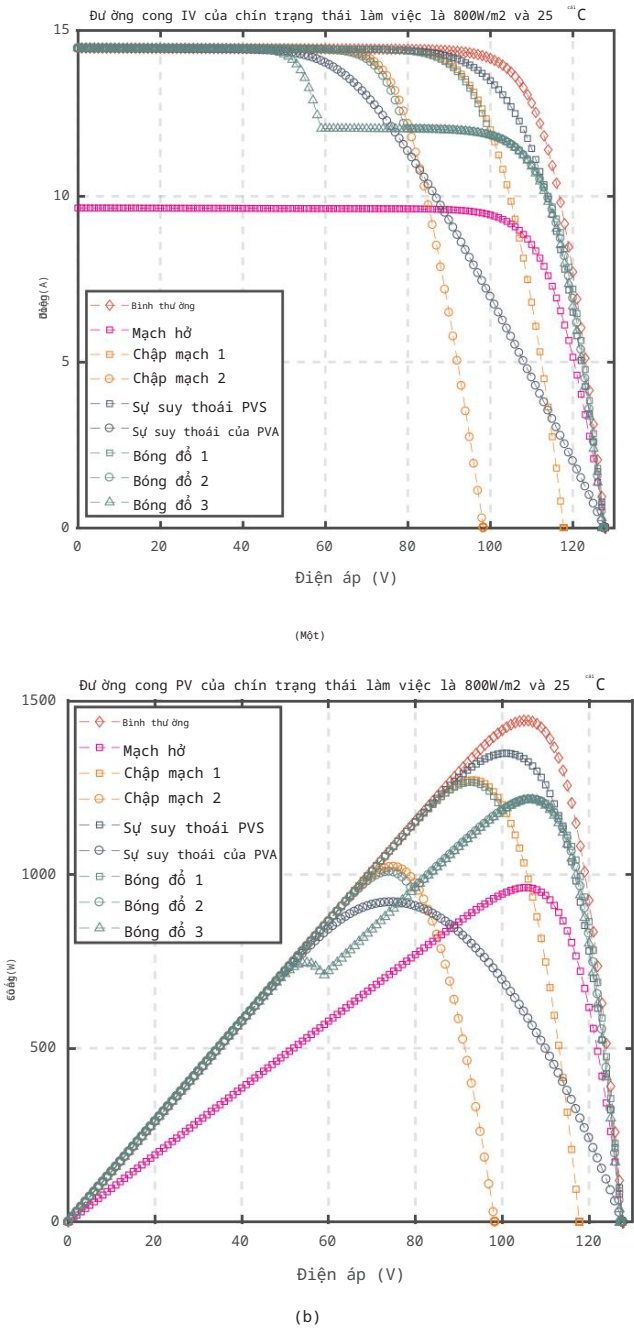 Đường cong IV của chín trạng thái làm việc là 800W/m2 và 25 cái C
15
10
5
0
Bình thường
Mạch hở
Chập mạch 1
Chập mạch 2
Sự suy thoái PVS
Sự suy thoái của PVA
Bóng đổ 1
Bóng đổ 2
Bóng đổ 3
0 20 40 60 80 100 120
Điện áp (V)
(Một)
Đường cong PV của chín trạng thái làm việc là 800W/m2 và 25 cái C
1500
1000
500
0
Bình thường
Mạch hở
Chập mạch 1
Chập mạch 2
Sự suy thoái PVS
Sự suy thoái của PVA
Bóng đổ 1
Bóng đổ 2
Bóng đổ 3
0 20 40 60 80 100 120
Điện áp (V)
(b)